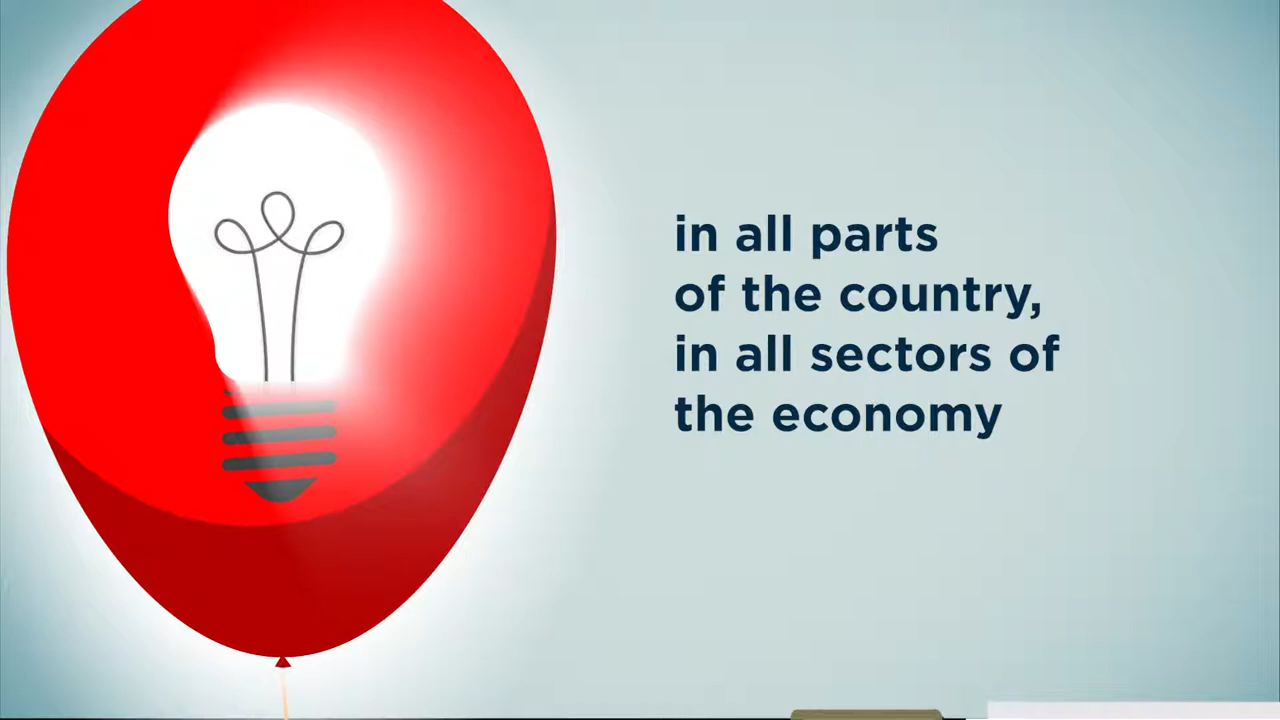 in all parts
of the country,
in all sectors of
the economy